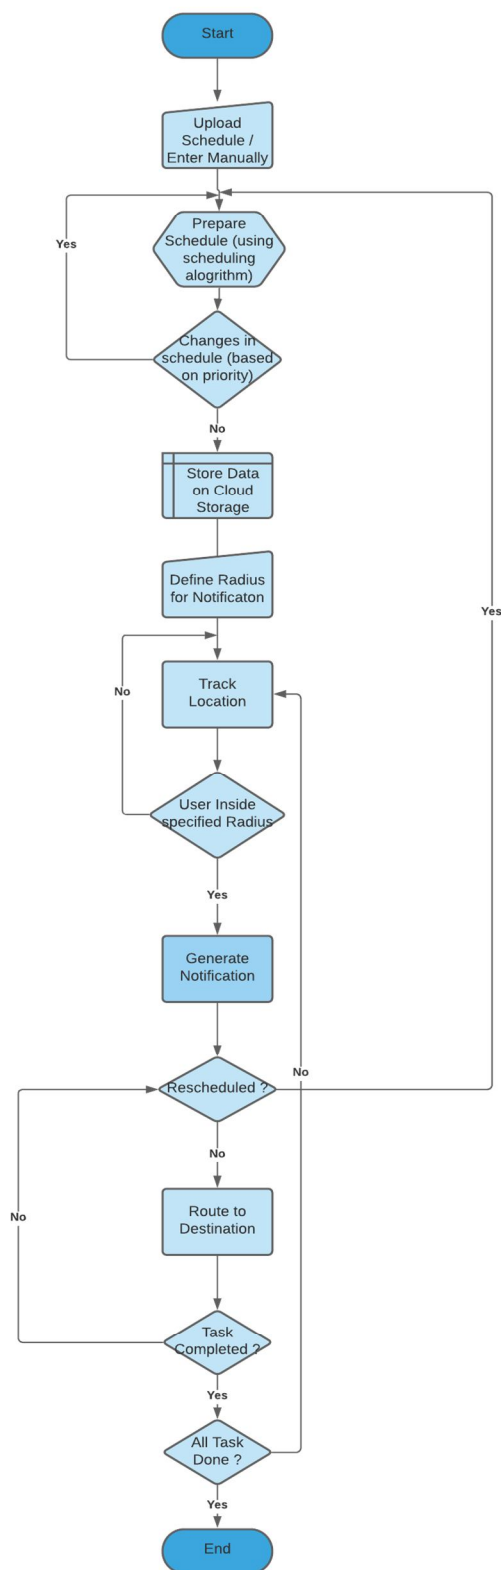 Start
Upload
Schedule /
Enter Manually
Yes
Prepare
Schedule (using
scheduling
alogrithm)
Changes in
schedule (based
on priority)
No
Store Data
on Cloud
Storage
Define Radius
for Notificaton
Yes
No
Track
Location
User Inside
specified Radius
Yes
Generate
Notification
No
Rescheduled ?
No
No
Route to
Destination
Task
Completed ?
Yes
All Task
Done ?
Yes
End